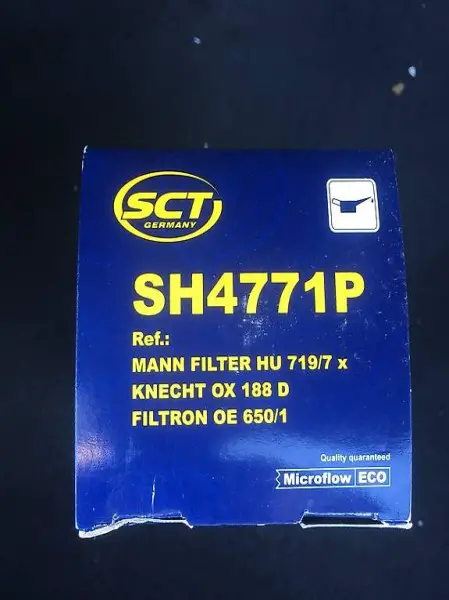 SCT
GERMANY
SH4771P
Ref.:
MANN FILTER HU 719/7 x
KNECHT OX 188 D
FILTRON OE 650/1
Quality quaranteed
Microflow ECO